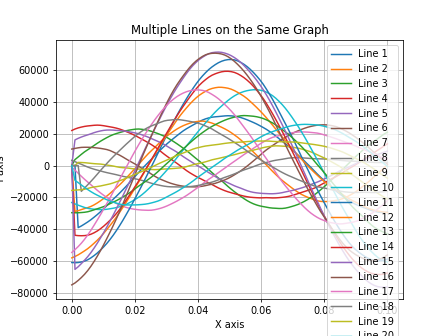 Multiple Lines on the Same Graph
80000
60000
40000
20000
0
-20000
-40000
-60000
-80000
0.00
0.02
0.04
0.06
X axis
Line 1
Line 2
Line 3
Line 4
Line 5
Line 6
Line 7
Line 8
Line 9
Line 10
Line 11
Line 12
Line 13
Line 14
Line 15
Line 16
Line 17
Line 18
Line 19
Line 20